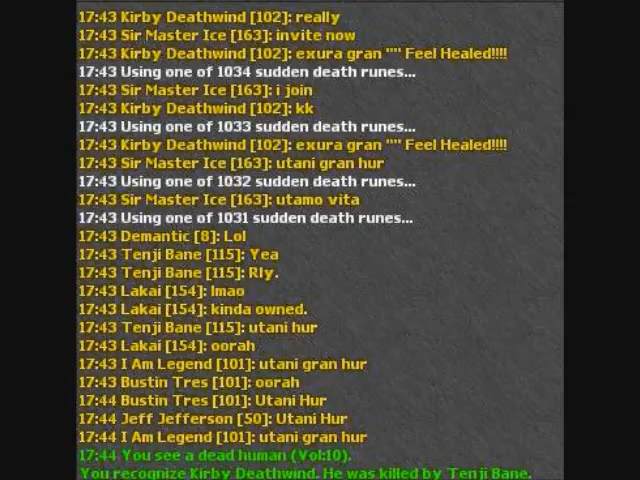 17:43 Kirby Deathwind [102]: really
17:43 Sir Master Ice [163]: invite now
17:43 Kirby Deathwind [102]: exura gran "" Feel Healed!!!!
17:43 Using one of 1034 sudden death runes...
17:43 Sir Master Ice [163]: i join
17:43 Kirby Deathwind [102]: kk
17:43 Using one of 1033 sudden death runes...
17:43 Kirby Deathwind [102]: exura gran "" Feel Healed!!!!
17:43 Sir Master Ice [163]: utani gran hur
17:43 Using one of 1032 sudden death runes...
17:43 Sir Master Ice [163]: utamo vita
17:43 Using one of 1031 sudden death runes...
17:43 Demantic [8]: Lol
17:43 Tenji Bane [115]: Yea
17:43 Tenji Bane [115]: Rly.
17:43 Lakai [154]: lmao
17:43 Lakai [154]: kinda owned.
17:43 Tenji Bane [115]: utani hur
17:43 Lakai [154]: oorah
17:43 I Am Legend [101]: utani gran hur
17:43 Bustin Tres [101]: oorah
17:44 Bustin Tres [101]: Utani Hur
17:44 Jeff Jefferson [50]: Utani Hur
17:44 I Am Legend [101]: utani gran hur
17:44 You see a dead human (Vol:10).
You recognize Kirby Deathwind. He was killed by Tenji Bane.